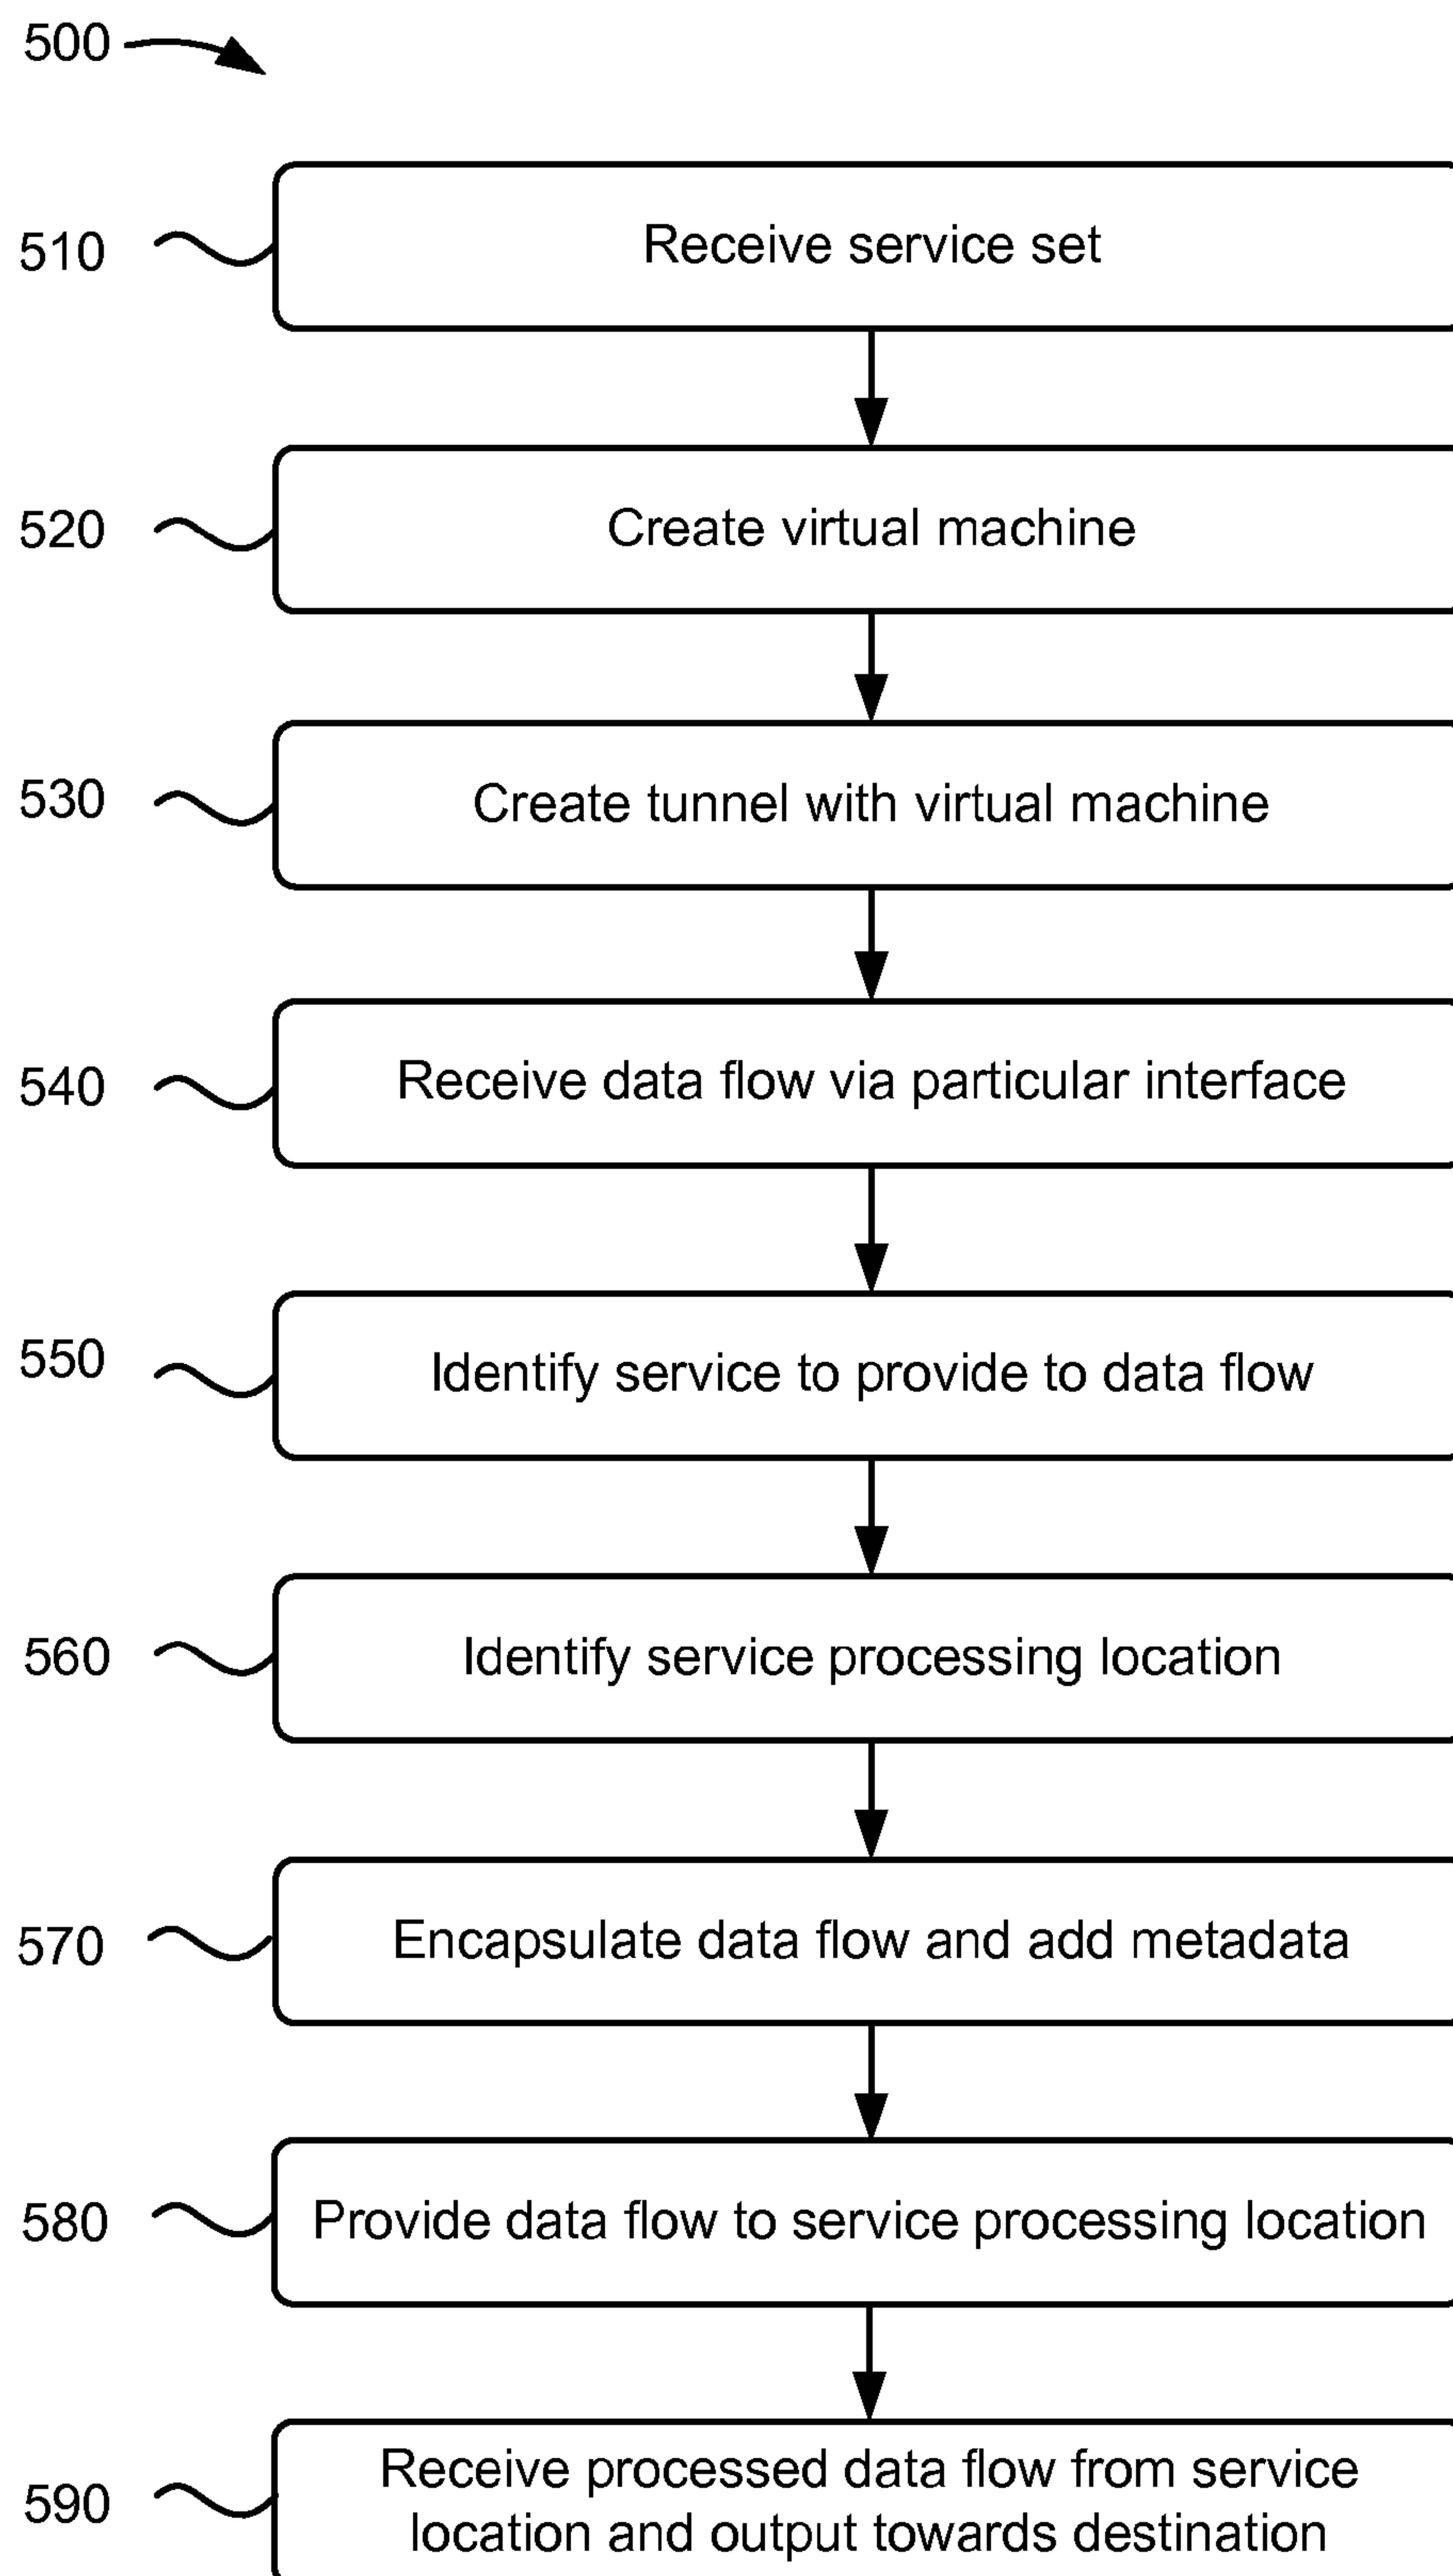 500
510
Receive service set
520
Create virtual machine
530
Create tunnel with virtual machine
540
Receive data flow via particular interface
550
Identify service to provide to data flow
560
Identify service processing location
570
Encapsulate data flow and add metadata
580
Provide data flow to service processing location
590
Receive processed data flow from service
location and output towards destination